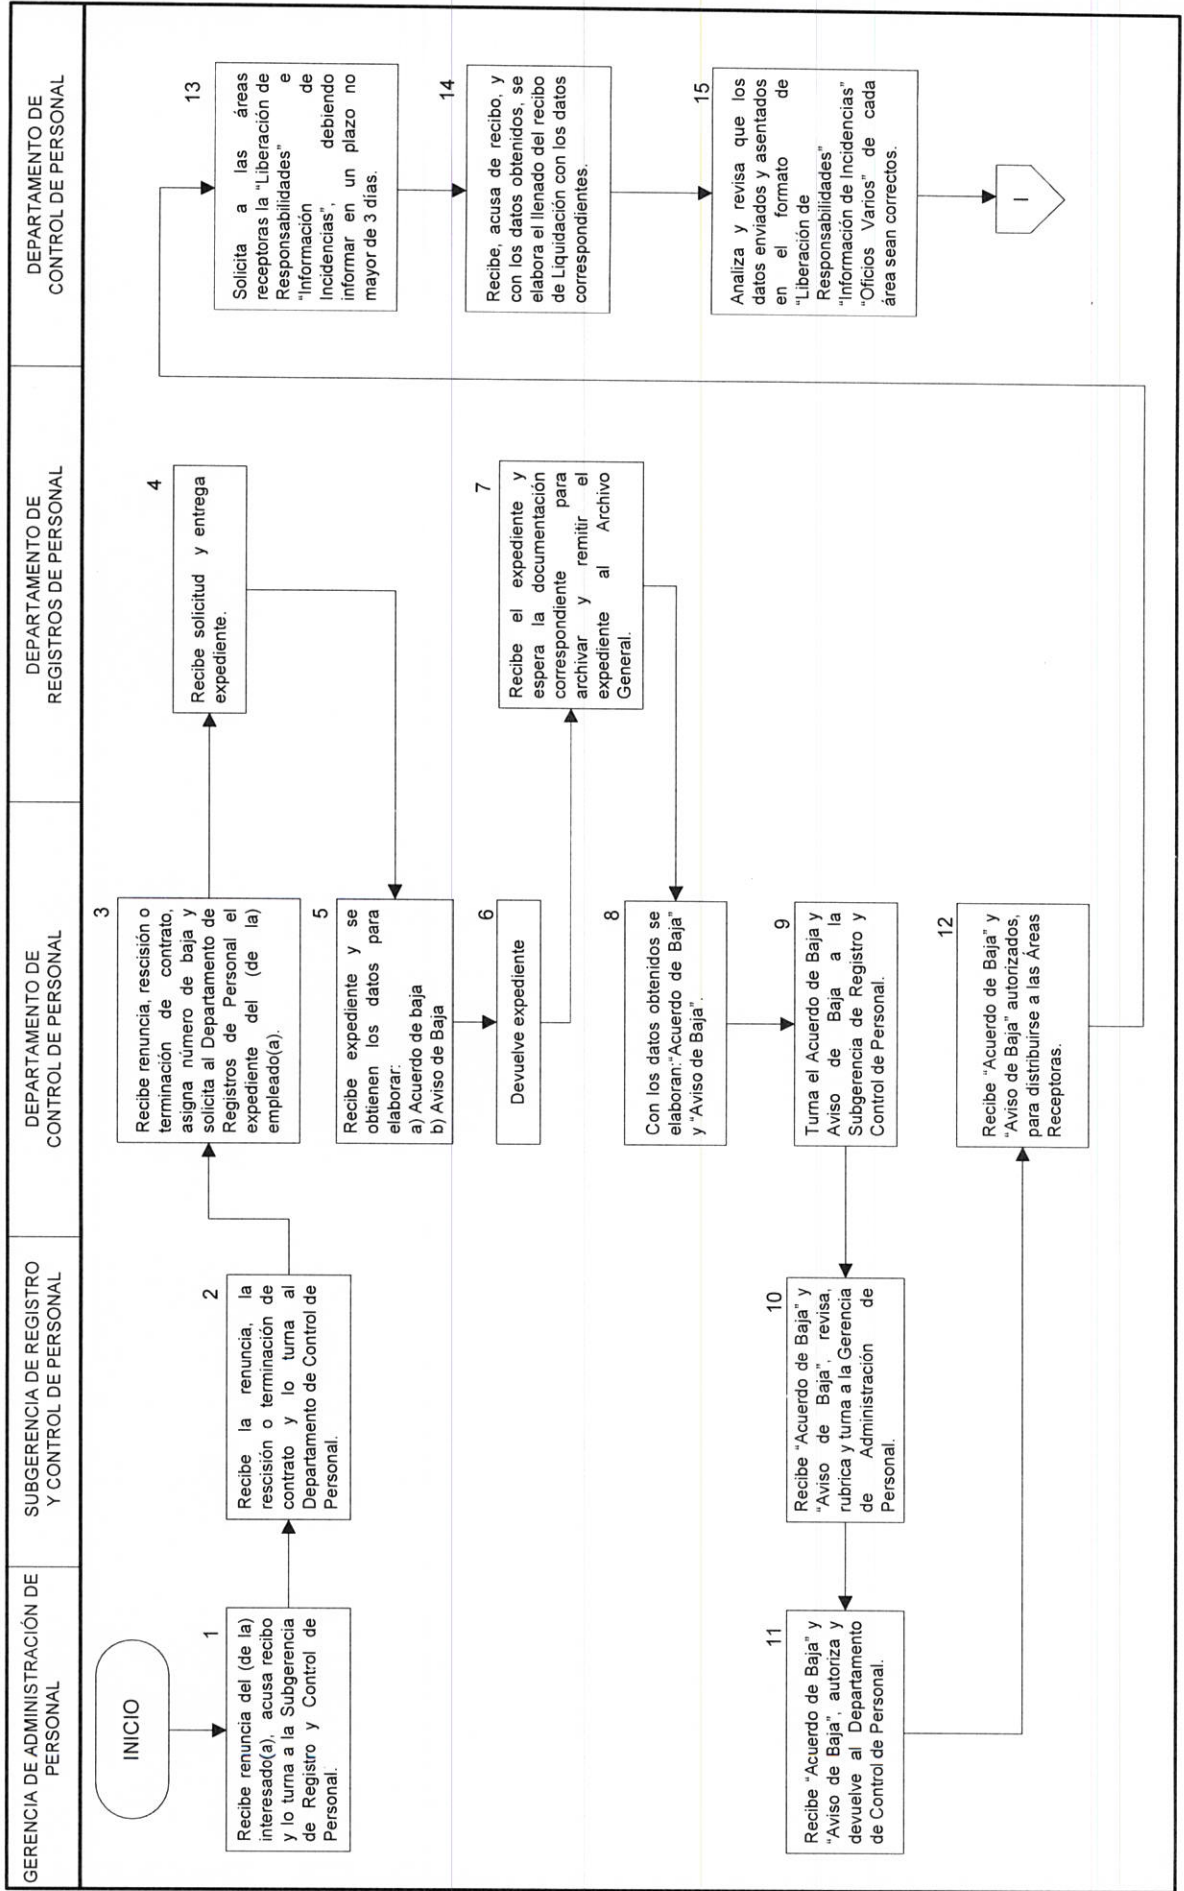 GERENCIA DE ADMINISTRACIÓN DE
PERSONAL
SUBGERENCIA DE REGISTRO
Y CONTROL DE PERSONAL
DEPARTAMENTO DE
CONTROL DE PERSONAL
DEPARTAMENTO DE
REGISTROS DE PERSONAL
DEPARTAMENTO DE
CONTROL DE PERSONAL
INICIO
1
Recibe renuncia del (de la)
interesado(a), acusa recibo
y lo turna a la Subgerencia
de Registro y Control de
Personal.
2
Recibe la renuncia, la
rescisión o terminación de
contrato y lo turna al
Departamento de Control de
Personal.
3
Recibe renuncia, rescisión o
terminación de contrato,
asigna número de baja y
solicita al Departamento de
Registros de Personal el
expediente del (de la)
empleado(a).
4
Recibe solicitud y entrega
expediente.
5
Recibe expediente y se
obtienen los datos para
elaborar:
a) Acuerdo de baja
b) Aviso de Baja
6
Devuelve expediente
7
Recibe el expediente y
espera la documentación
correspondiente para
archivar y remitir el
expediente al Archivo
General.
8
Con los datos obtenidos se
elaboran:"Acuerdo de Baja"
y "Aviso de Baja".
9
Turna el Acuerdo de Baja y
Aviso de Baja a la
Subgerencia de Registro y
Control de Personal.
10
Recibe "Acuerdo de Baja" y
"Aviso de Baja", revisa,
rubrica y turna a la Gerencia
de Administración de
Personal.
11
Recibe "Acuerdo de Baja" y
"Aviso de Baja", autoriza y
devuelve al Departamento
de Control de Personal.
12
Recibe "Acuerdo de Baja" y
"Aviso de Baja" autorizados,
para distribuirse a las Áreas
Receptoras.
13
Solicita a las áreas
receptoras la "Liberación de
Responsabilidades" e
"Información de
Incidencias", debiendo
informar en un plazo no
mayor de 3 días.
14
Recibe, acusa de recibo, y
con los datos obtenidos, se
elabora el llenado del recibo
de Liquidación con los datos
correspondientes.
15
Analiza y revisa que los
datos enviados y asentados
en el formato de
"Liberación de
Responsabilidades"
"Información de Incidencias"
"Oficios Varios" de cada
área sean correctos.
I